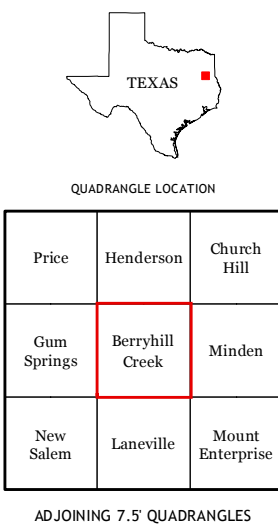 TEXAS
QUADRANGLE LOCATION
Price
Henderson
Church
Hill
Gum
Springs
Berryhill
Creek
Minden
New
Salem
Laneville
Mount
Enterprise
ADJOINING 7.5' QUADRANGLES